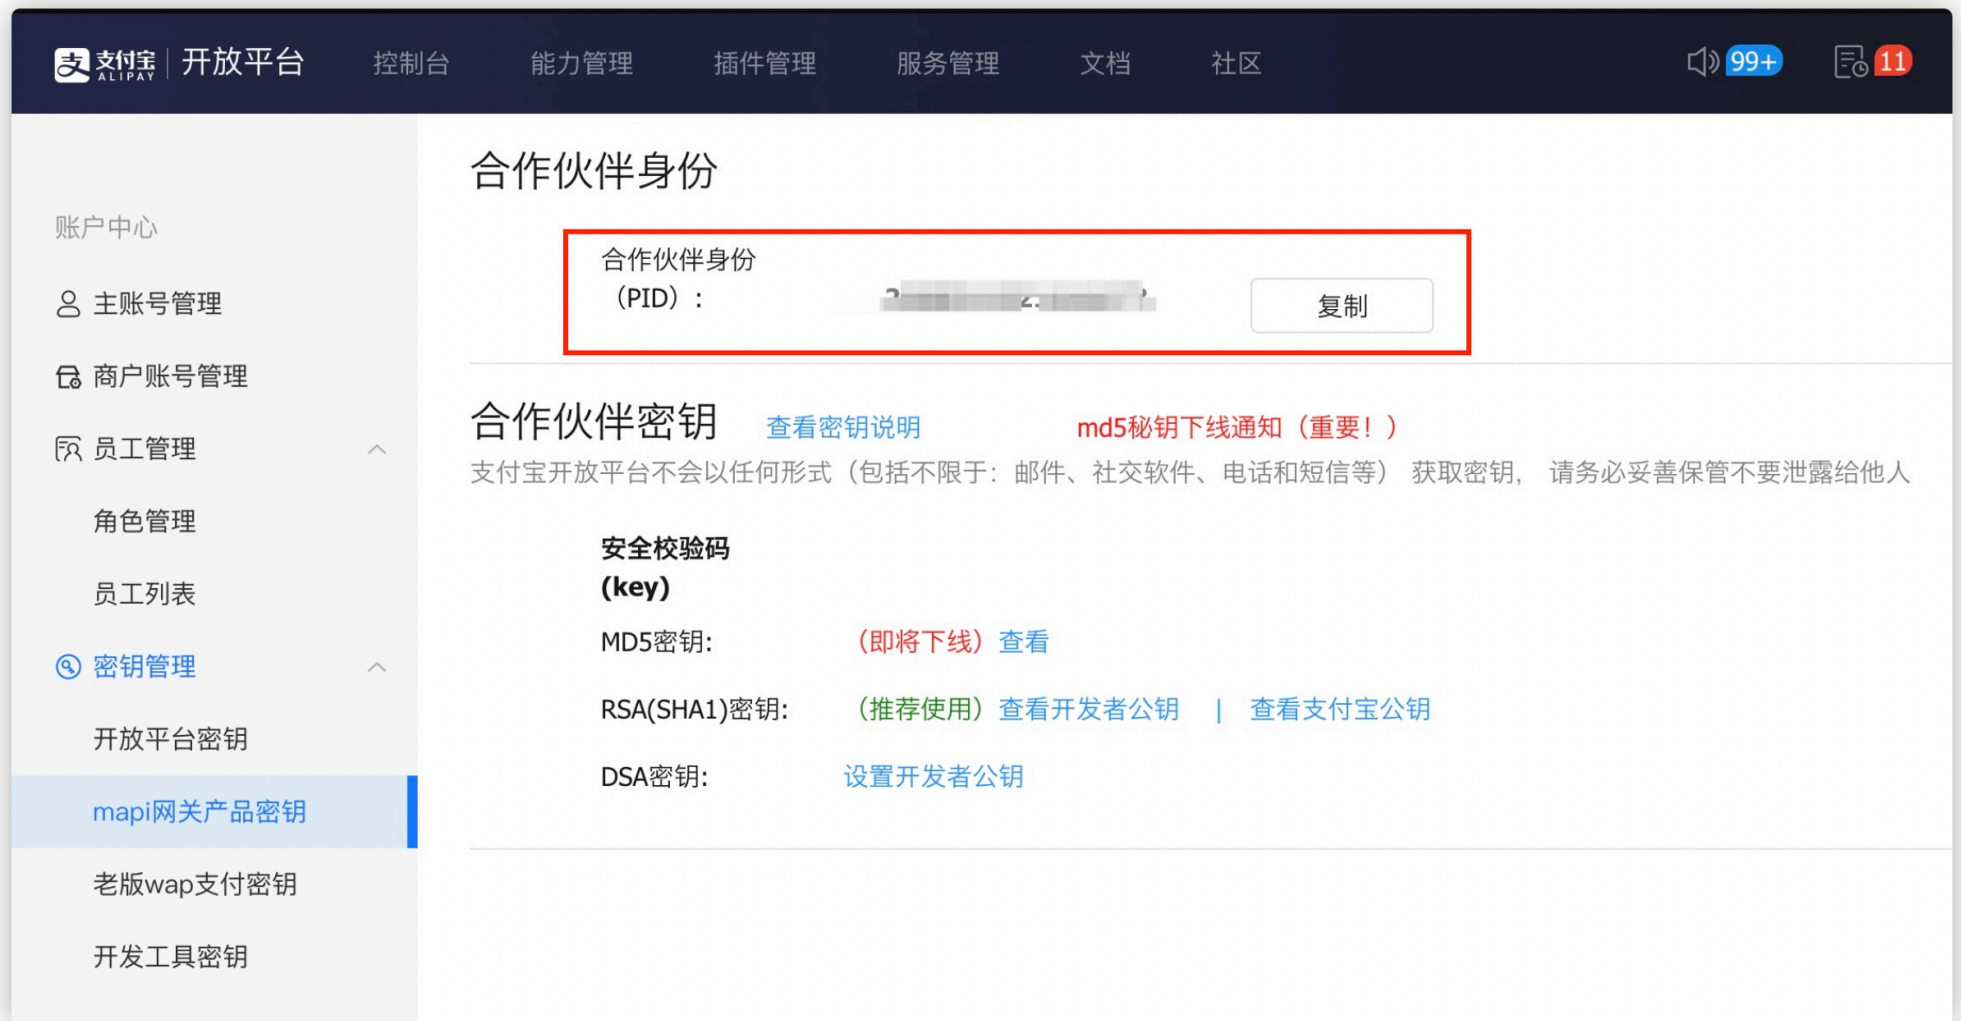 支付宝
ALIPAY
开放平台
控制台
能力管理
插件管理
服务管理
文档
社区
99+
11
账户中心
主账号管理
商户账号管理
员工管理
角色管理
员工列表
密钥管理
开放平台密钥
mapi网关产品密钥
老版wap支付密钥
开发工具密钥
合作伙伴身份
合作伙伴身份
（PID）：
复制
合作伙伴密钥
查看密钥说明
md5秘钥下线通知（重要！）
支付宝开放平台不会以任何形式（包括不限于：邮件、社交软件、电话和短信等） 获取密钥， 请务必妥善保管不要泄露给他人
安全校验码
(key)
MD5密钥:
（即将下线）查看
RSA(SHA1)密钥:
（推荐使用）查看开发者公钥 | 查看支付宝公钥
DSA密钥:
设置开发者公钥